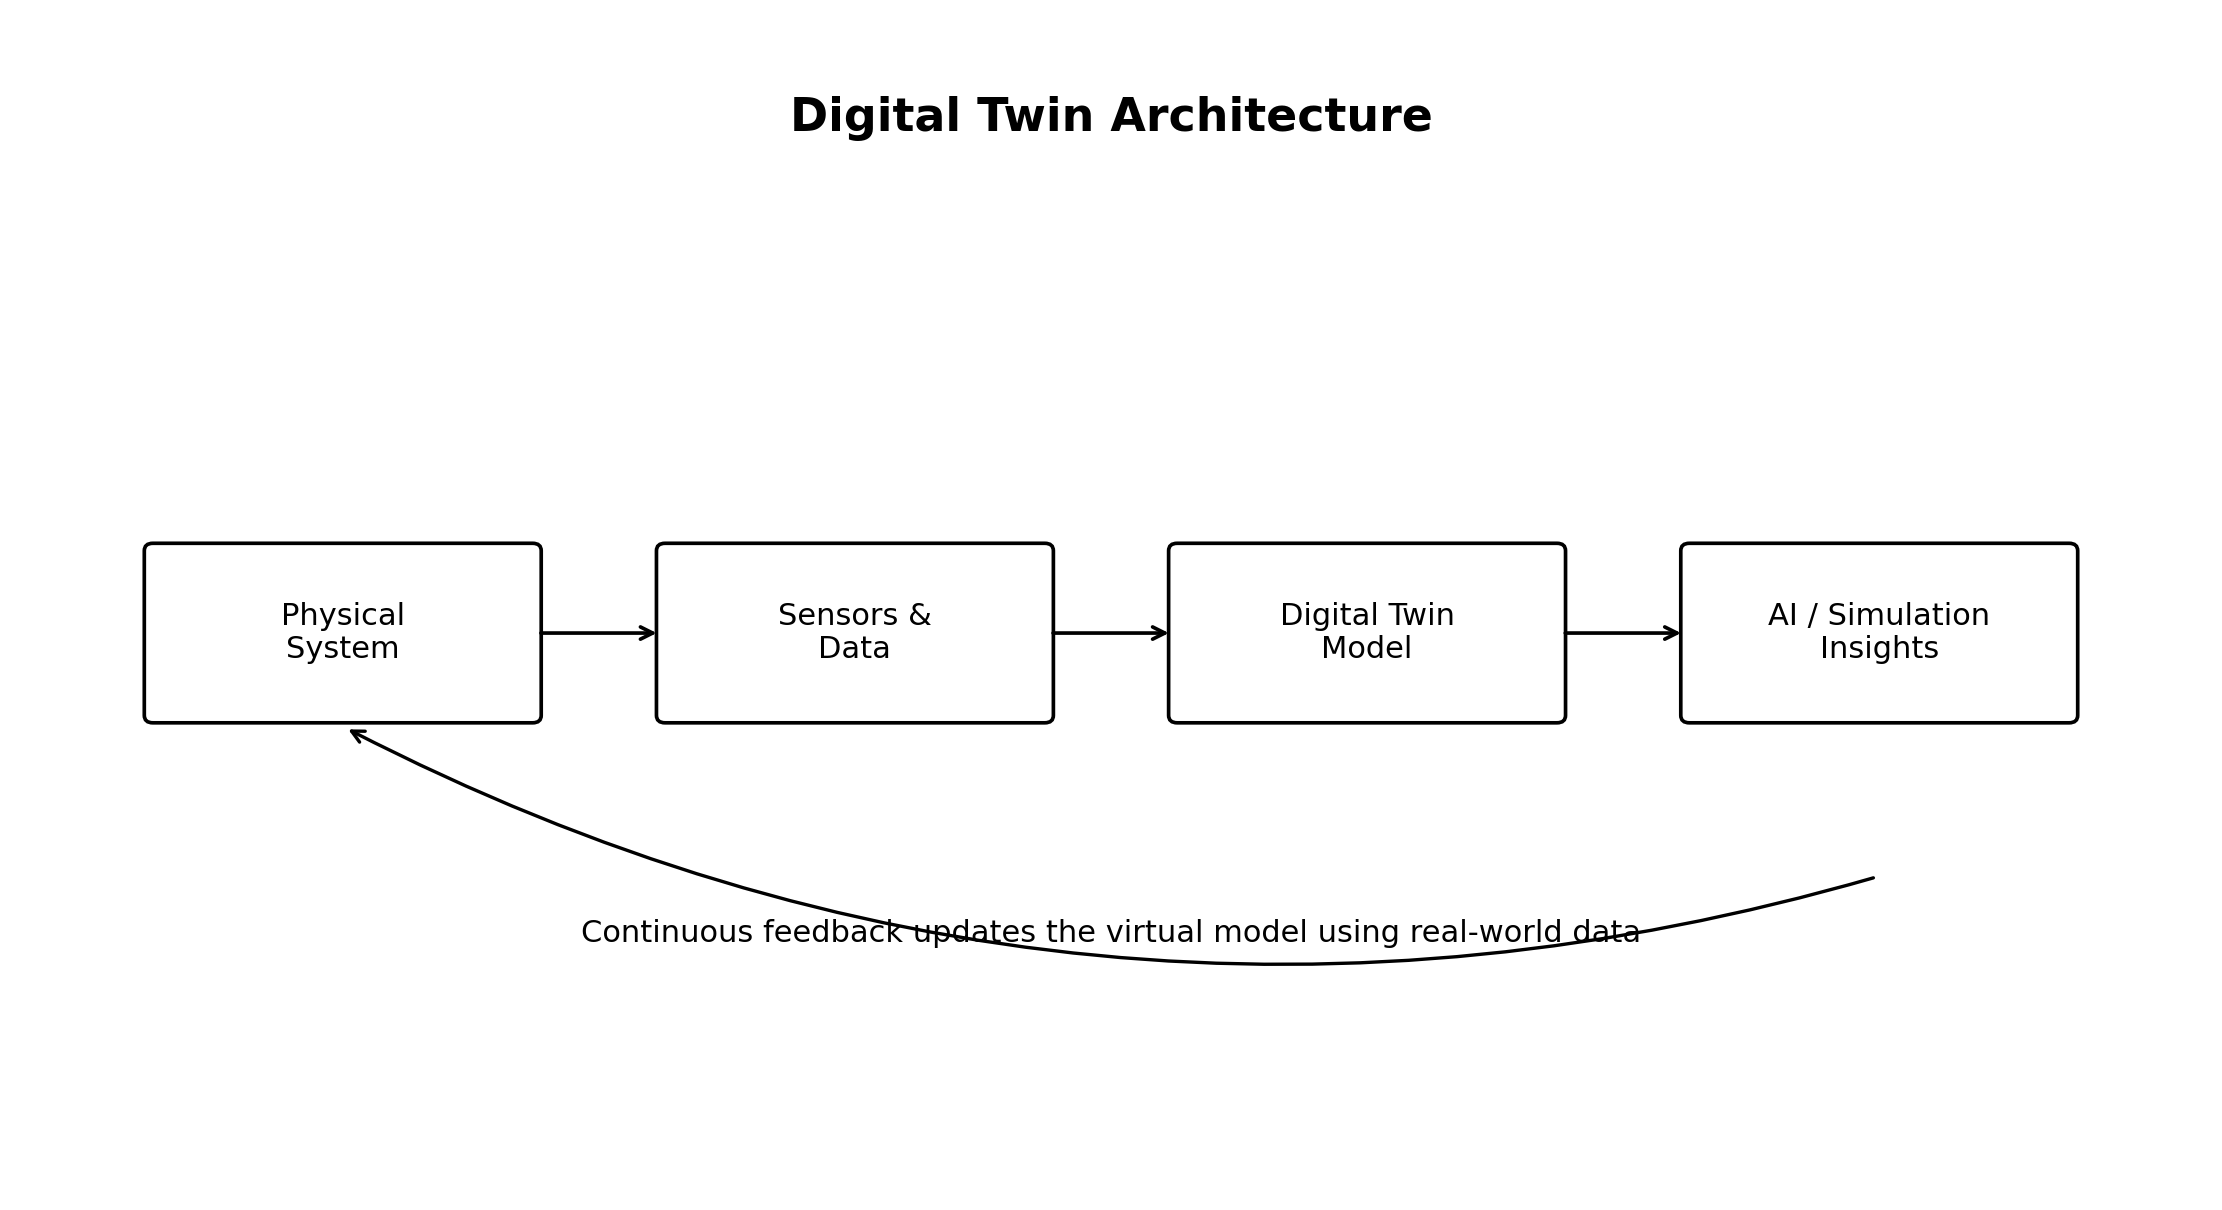 Digital Twin Architecture
Physical
System
Sensors &
Data
Digital Twin
Model
AI / Simulation
Insights
Continuous feedback updates the virtual model using real-world data